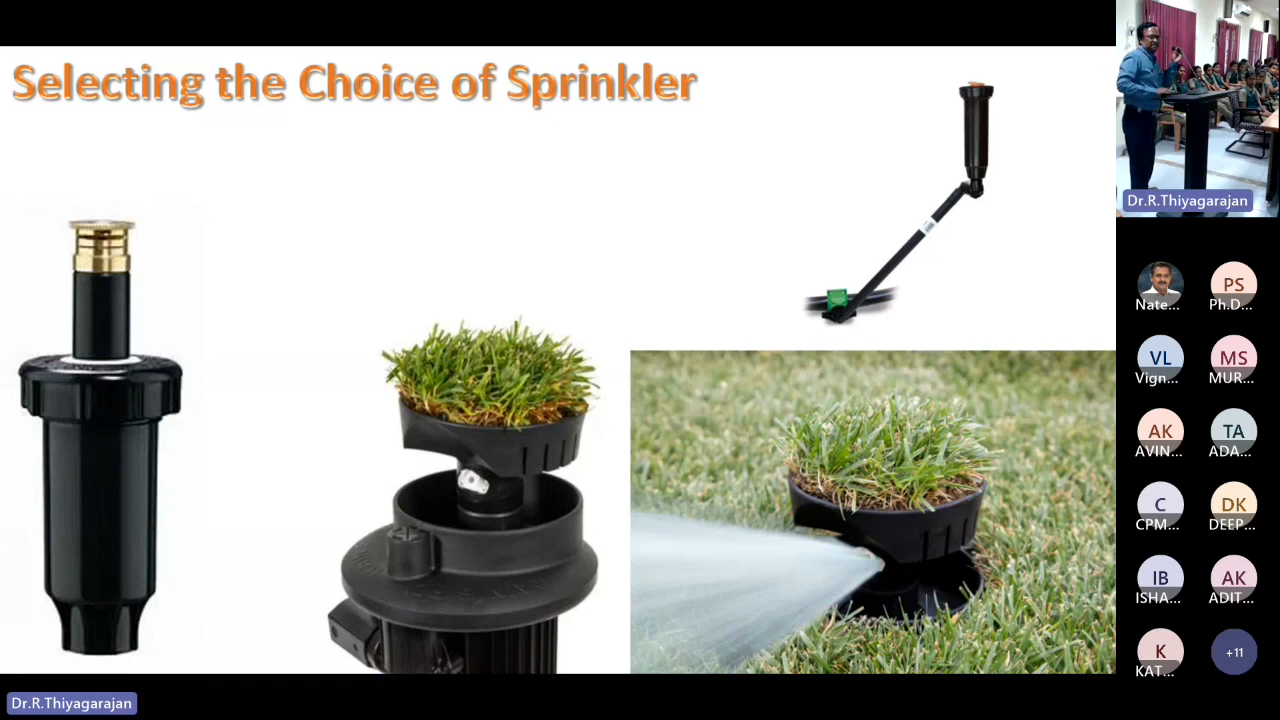 Selecting the Choice of Sprinkler
Dr.R.Thiyagarajan
Nate...
PS
Ph.D...
VL
Vign...
MS
MUR...
AK
AVIN...
TA
ADA...
C
CPM...
DK
DEEP...
IB
ISHA...
AK
ADIT...
K
KAT...
+11
Dr.R.Thiyagarajan